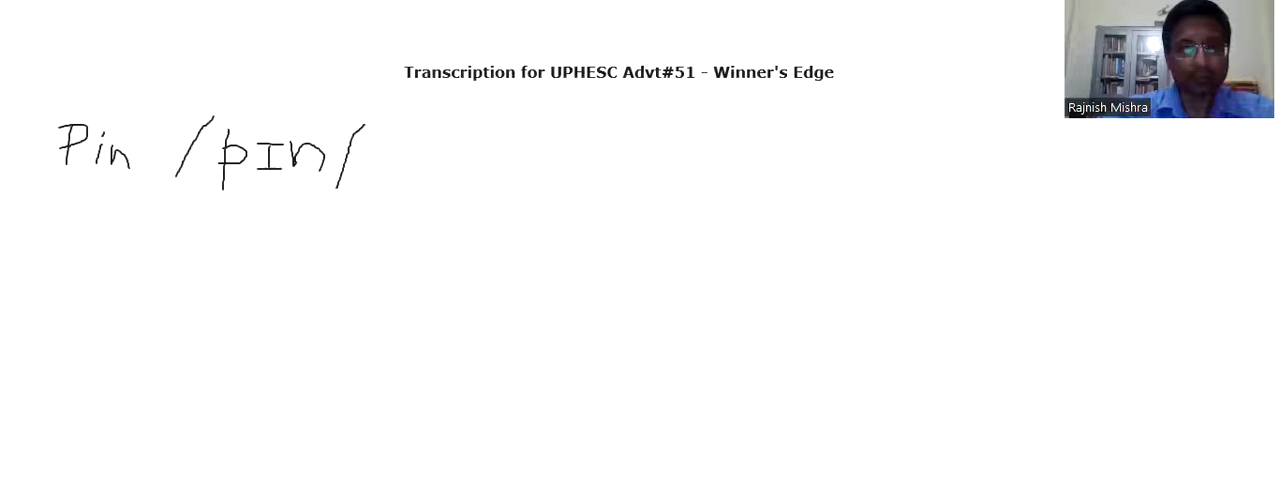 Transcription for UPHESC Advt#51 - Winner's Edge
Rajnish Mishra
Pin /pɪn/